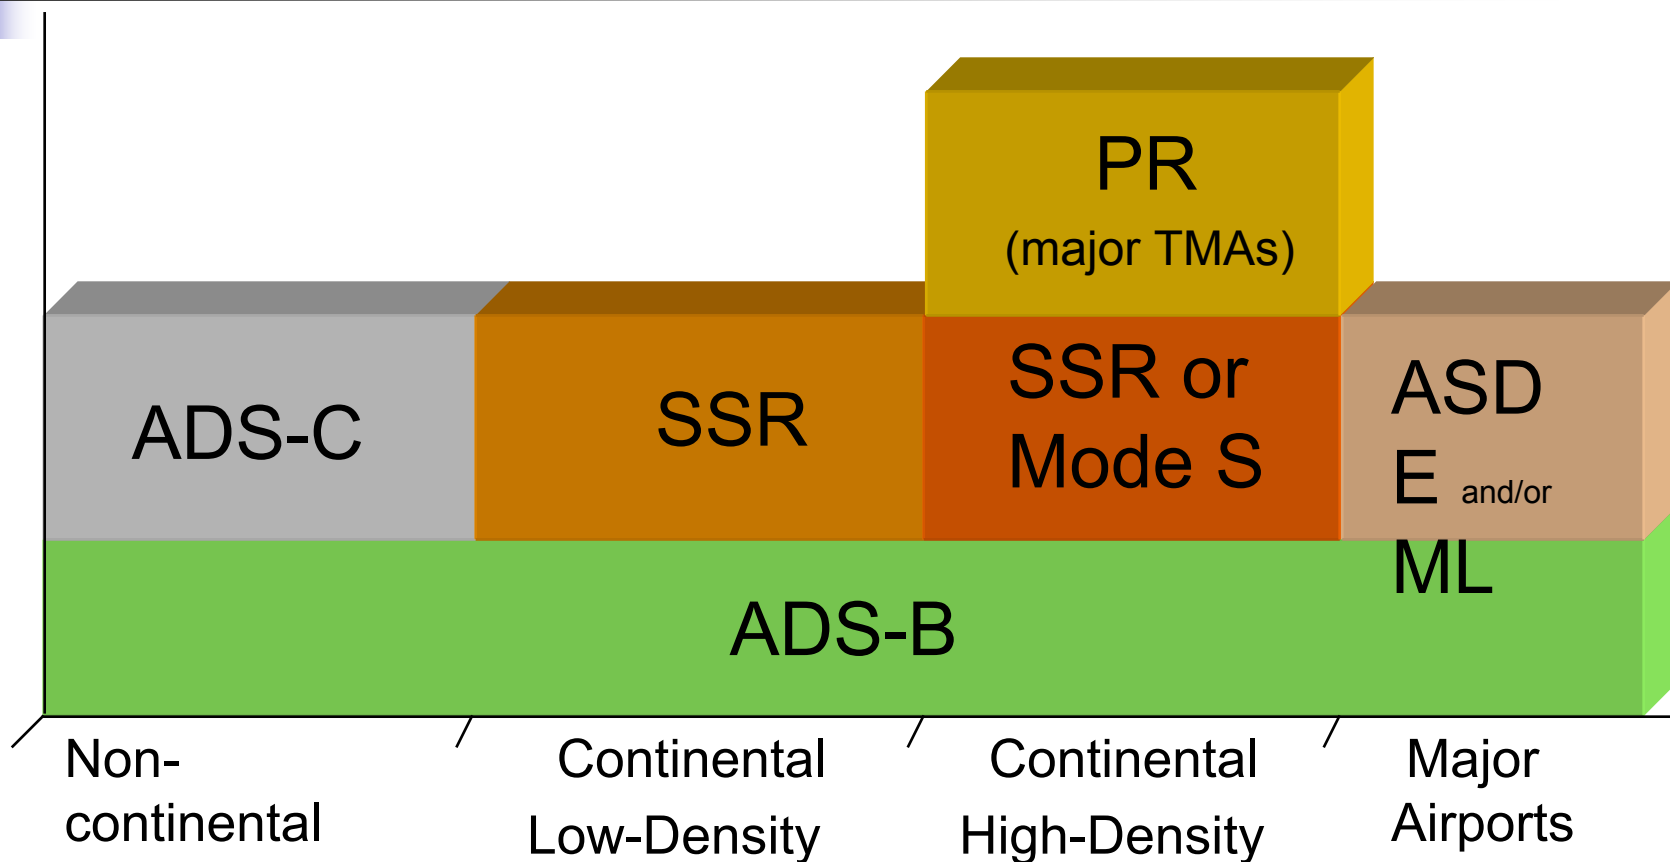 PR
(major TMAs)
ADS-C
SSR
SSR or
Mode S
ASD
E and/or
ML
ADS-B
Non-
continental
Continental
Low-Density
Continental
High-Density
Major
Airports